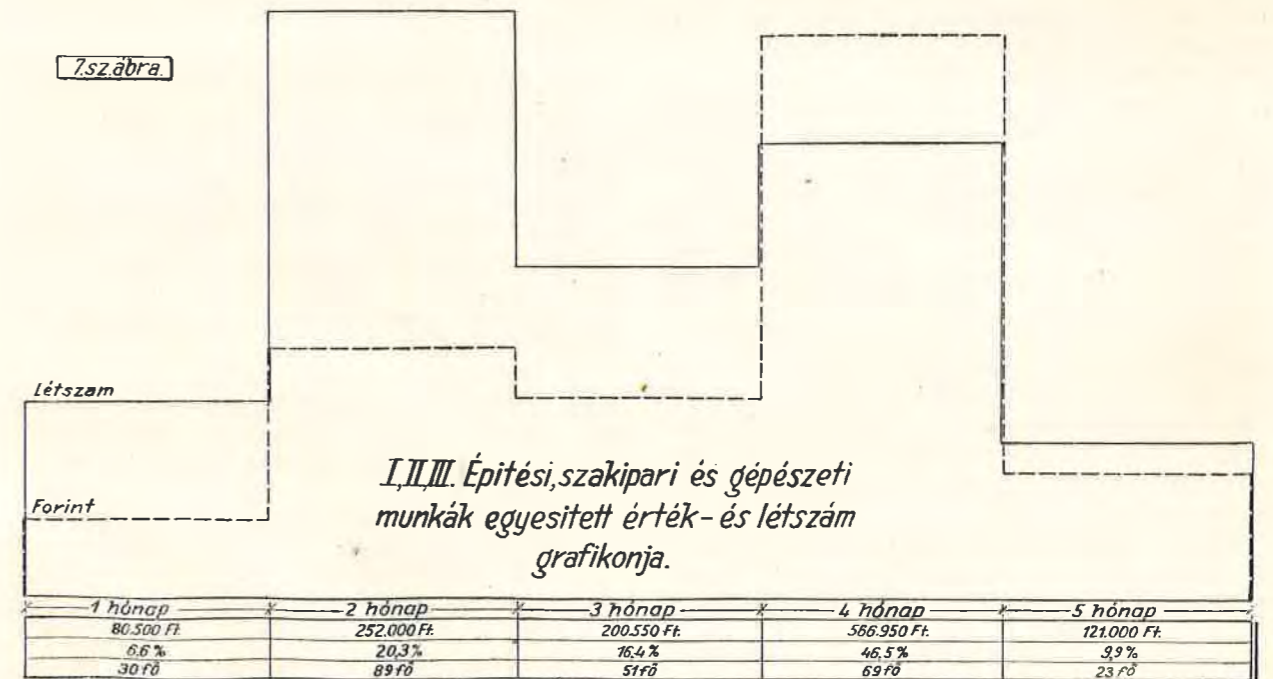 7.sz.ábra.
Létszam
Forint
I,II,III. Épitési, szakipari és gépészeti
munkák egyesitett érték- és létszám
grafikonja.
1 hónap 2 hónap 3 hónap 4 hónap 5 hónap
80.500 Ft. 252.000 Ft. 200.550 Ft. 566.950 Ft. 121.000 Ft.
6.6 % 20,3 % 16.4 % 46.5 % 9,9 %
30 fő 89 fő 51 fő 69 fő 23 fő